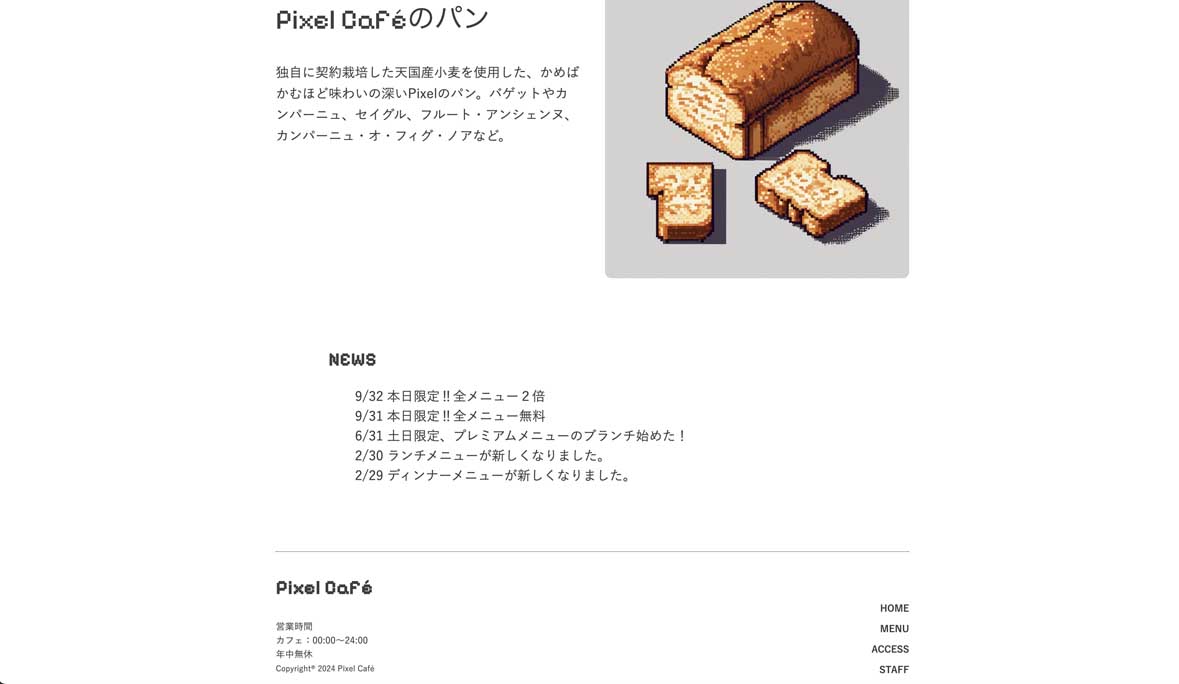 Pixel Caféのパン
独自に契約栽培した天国産小麦を使用した、かめば
かむほど味わいの深いPixelのパン。バゲットやカ
ンパーニュ、セイグル、フルート・アンシェンヌ、
カンパーニュ・オ・フィグ・ノアなど。
NEWS
9/32 本日限定‼全メニュー２倍
9/31 本日限定‼全メニュー無料
6/31 土日限定、プレミアムメニューのブランチ始めた！
2/30 ランチメニューが新しくなりました。
2/29 ディンナーメニューが新しくなりました。
Pixel Café
営業時間
カフェ：00:00〜24:00
年中無休
Copyright© 2024 Pixel Café
HOME
MENU
ACCESS
STAFF